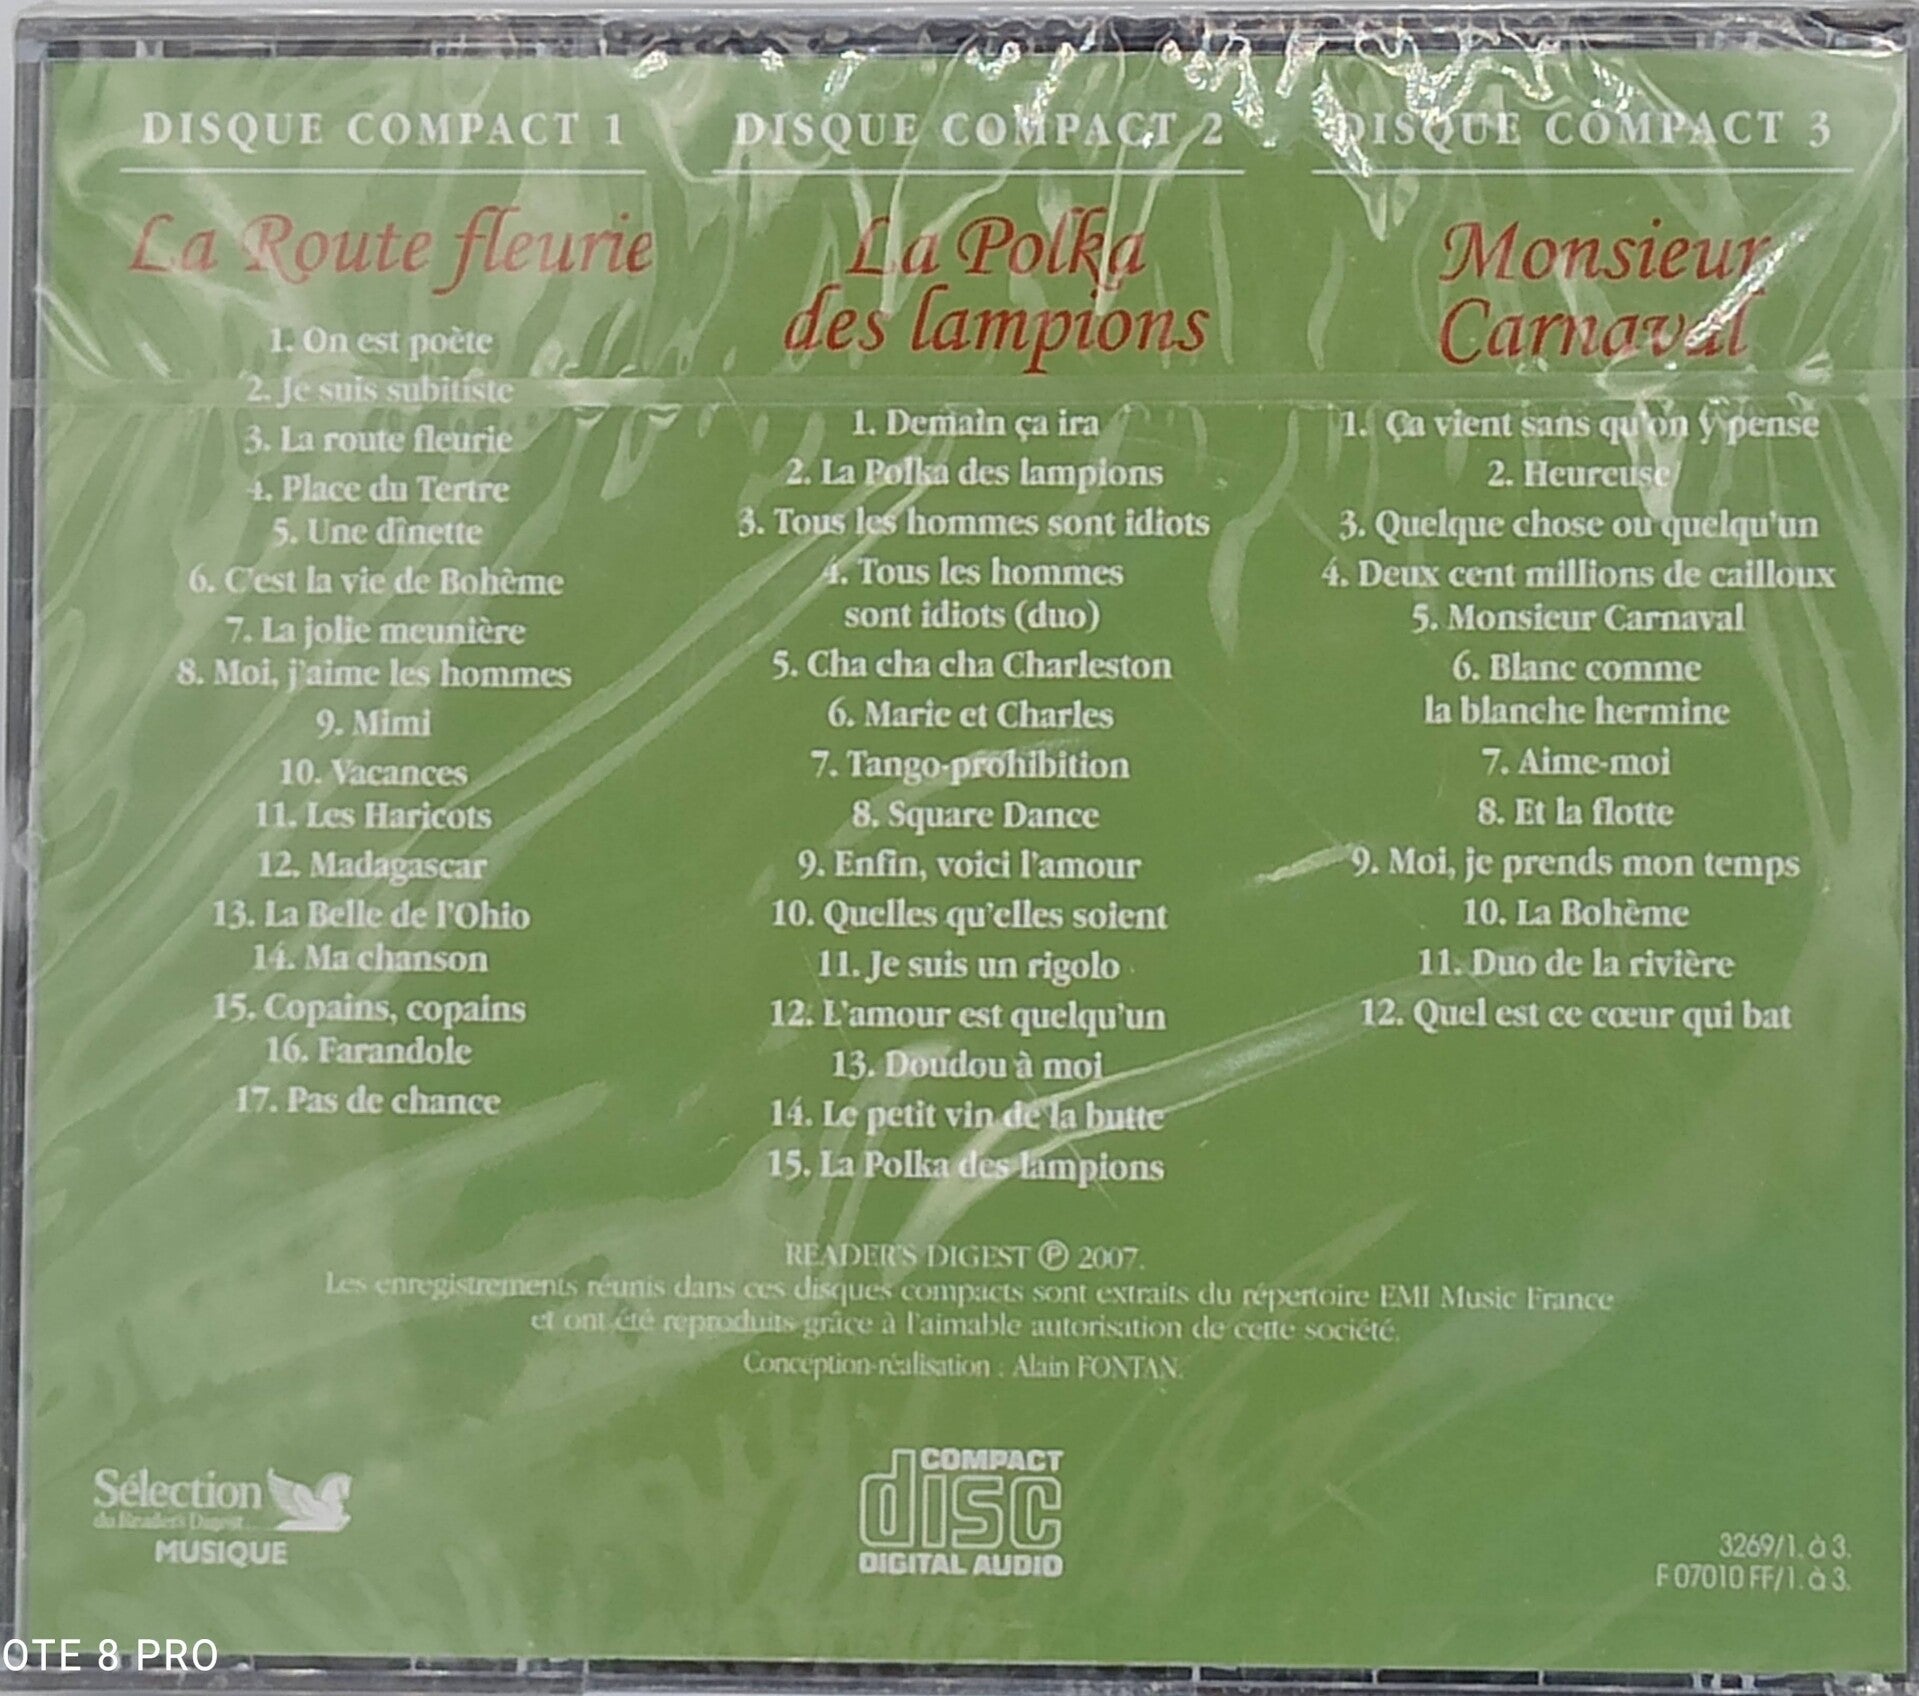 DISQUE COMPACT 1
La Route fleurie
1. On est poète
2. Je suis subitiste
3. La route fleurie
4. Place du Tertre
5. Une dînette
6. C'est la vie de Bohème
7. La jolie meunière
8. Moi, j'aime les hommes
9. Mimi
10. Vacances
11. Les Haricots
12. Madagascar
13. La Belle de l'Ohio
14. Ma chanson
15. Copains, copains
16. Farandole
17. Pas de chance
DISQUE COMPACT 2
La Polka
des lampions
1. Demain ça ira
2. La Polka des lampions
3. Tous les hommes sont idiots
4. Tous les hommes
sont idiots (duo)
5. Cha cha cha Charleston
6. Marie et Charles
7. Tango-prohibition
8. Square Dance
9. Enfin, voici l'amour
10. Quelles qu'elles soient
11. Je suis un rigolo
12. L'amour est quelqu'un
13. Doudou à moi
14. Le petit vin de la butte
15. La Polka des lampions
DISQUE COMPACT 3
Monsieur
Carnaval
1. Ça vient sans qu'on y pense
2. Heureuse
3. Quelque chose ou quelqu'un
4. Deux cent millions de cailloux
5. Monsieur Carnaval
6. Blanc comme
la blanche hermine
7. Aime-moi
8. Et la flotte
9. Moi, je prends mon temps
10. La Bohème
11. Duo de la rivière
12. Quel est ce cœur qui bat
READER'S DIGEST ℗ 2007.
Les enregistrements réunis dans ces disques compacts sont extraits du répertoire EMI Music France
et ont été reproduits grâce à l'aimable autorisation de cette société.
Conception-réalisation : Alain FONTAN.
Sélection
du Reader's Digest
MUSIQUE
COMPACT
disc
DIGITAL AUDIO
3269/1. à 3.
F 07010 FF/1. à 3.
OTE 8 PRO